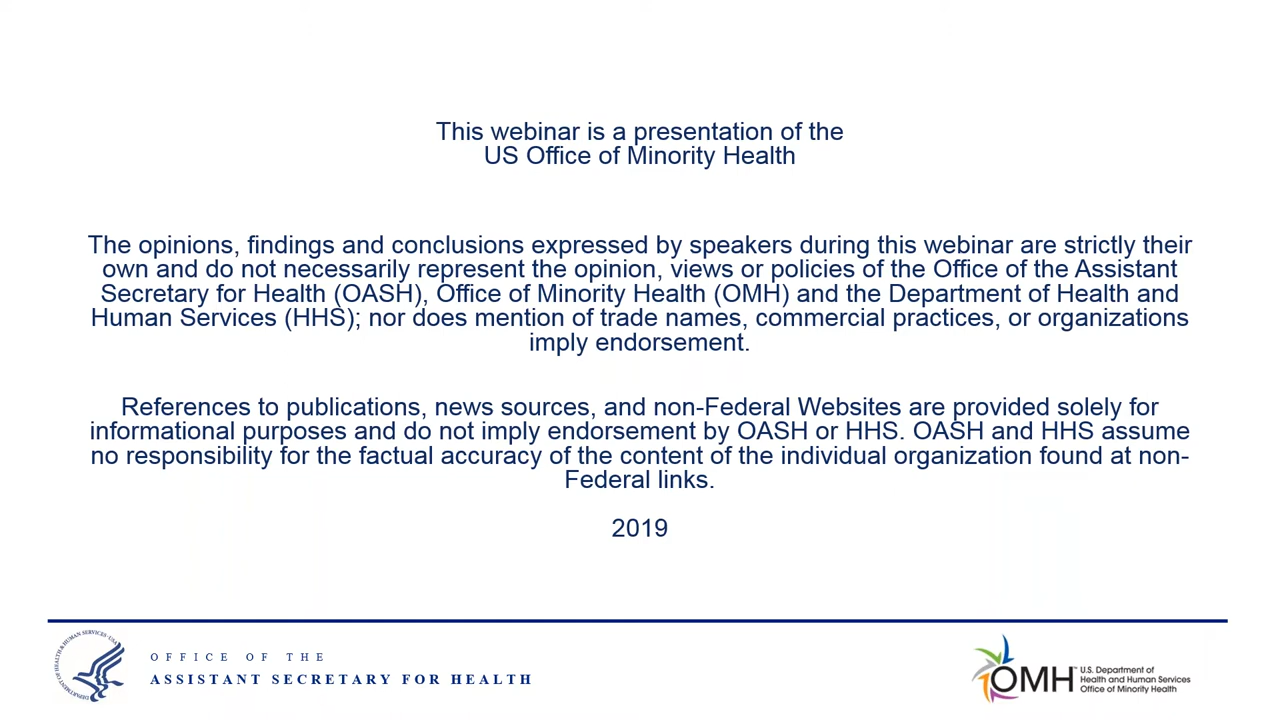 This webinar is a presentation of the
US Office of Minority Health
The opinions, findings and conclusions expressed by speakers during this webinar are strictly their
own and do not necessarily represent the opinion, views or policies of the Office of the Assistant
Secretary for Health (OASH), Office of Minority Health (OMH) and the Department of Health and
Human Services (HHS); nor does mention of trade names, commercial practices, or organizations
imply endorsement.
References to publications, news sources, and non-Federal Websites are provided solely for
informational purposes and do not imply endorsement by OASH or HHS. OASH and HHS assume
no responsibility for the factual accuracy of the content of the individual organization found at non-
Federal links.
2019
DEPARTMENT OF HEALTH & HUMAN SERVICES · USA
OFFICE OF THE
ASSISTANT SECRETARY FOR HEALTH
OMH™
U.S. Department of
Health and Human Services
Office of Minority Health